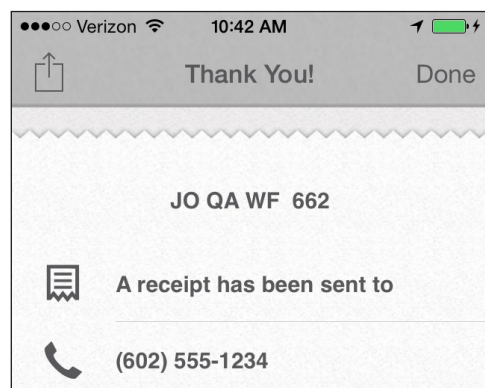 Verizon 10:42 AM
Thank You! Done
JO QA WF 662
A receipt has been sent to
(602) 555-1234